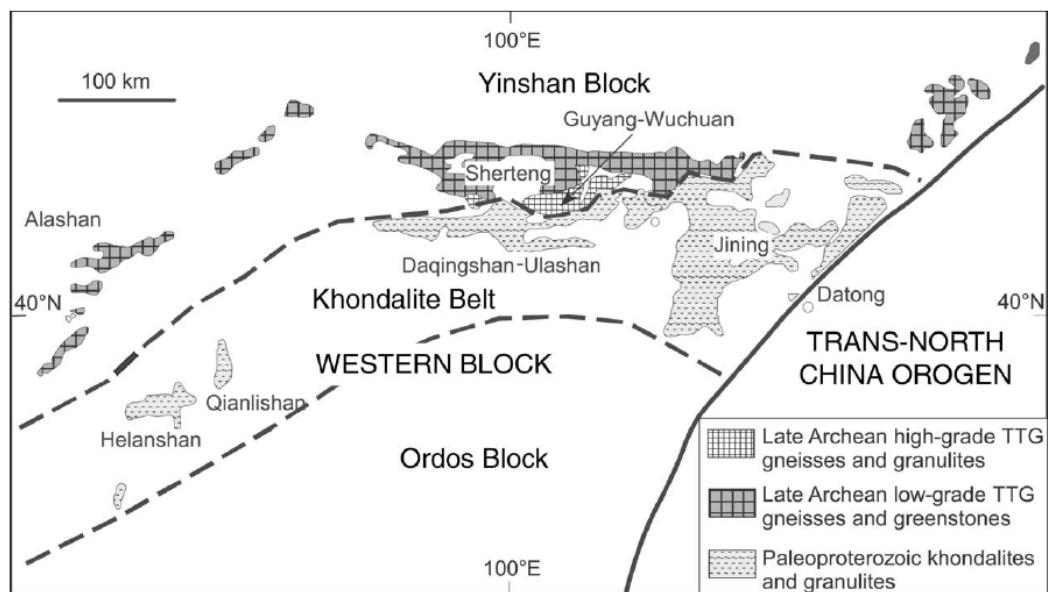 100°E
100 km
Yinshan Block
Guyang-Wuchuan
Sherteng
Alashan
Jining
Daqingshan-Ulashan
40°N
Khondalite Belt
Datong
40°N
WESTERN BLOCK
TRANS-NORTH
CHINA OROGEN
Qianlishan
Helanshan
Ordos Block
Late Archean high-grade TTG
gneisses and granulites
Late Archean low-grade TTG
gneisses and greenstones
Paleoproterozoic khondalites
and granulites
100°E